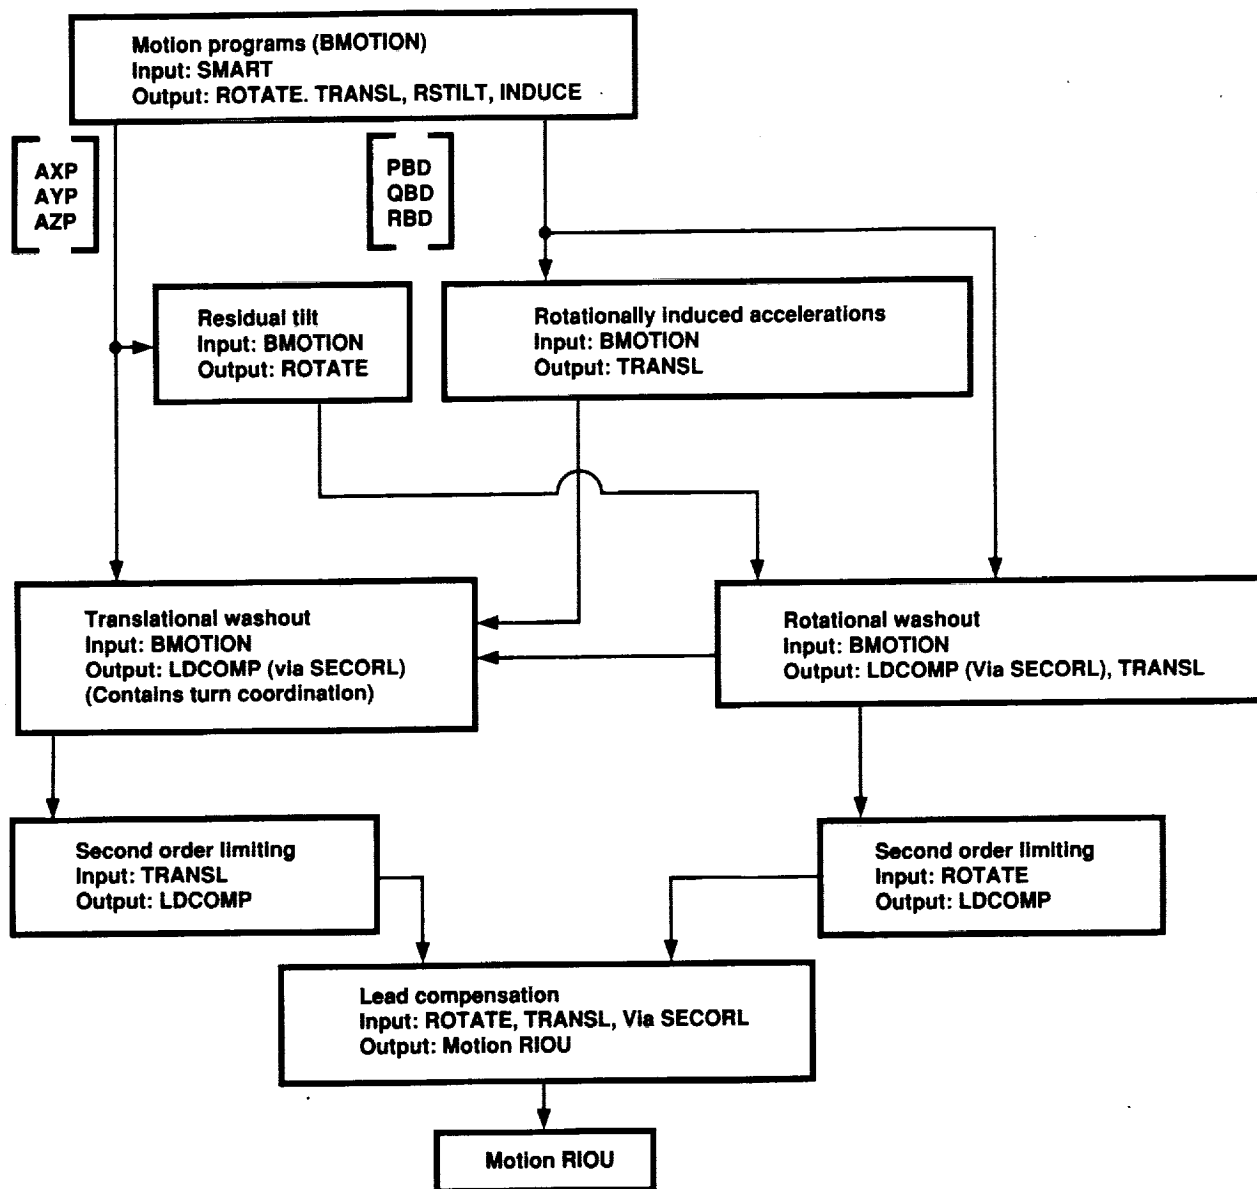 Motion programs (BMOTION)
Input: SMART
Output: ROTATE. TRANSL, RSTILT, INDUCE
AXP
AYP
AZP
PBD
QBD
RBD
Residual tilt
Input: BMOTION
Output: ROTATE
Rotationally induced accelerations
Input: BMOTION
Output: TRANSL
Translational washout
Input: BMOTION
Output: LDCOMP (via SECORL)
(Contains turn coordination)
Rotational washout
Input: BMOTION
Output: LDCOMP (Via SECORL), TRANSL
Second order limiting
Input: TRANSL
Output: LDCOMP
Second order limiting
Input: ROTATE
Output: LDCOMP
Lead compensation
Input: ROTATE, TRANSL, Via SECORL
Output: Motion RIOU
Motion RIOU